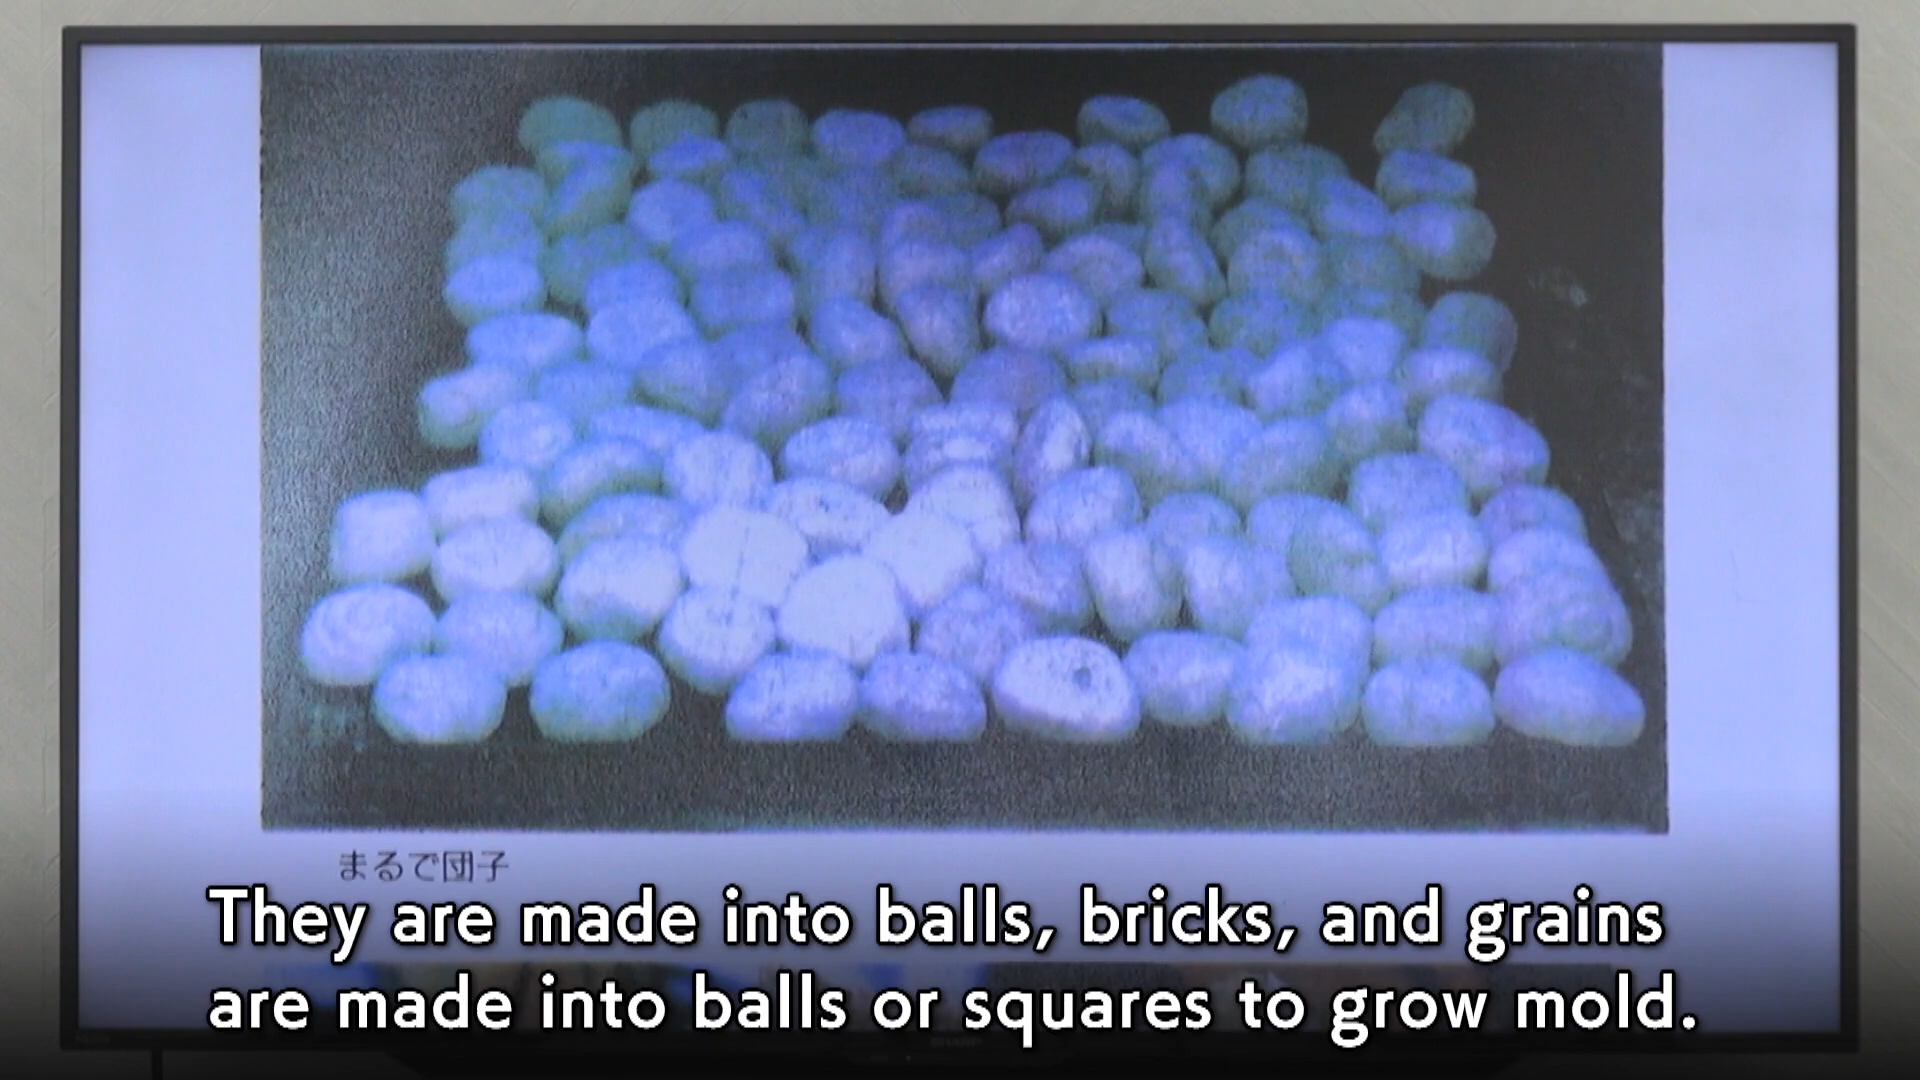 まるで団子
They are made into balls, bricks, and grains
are made into balls or squares to grow mold.
SHARP